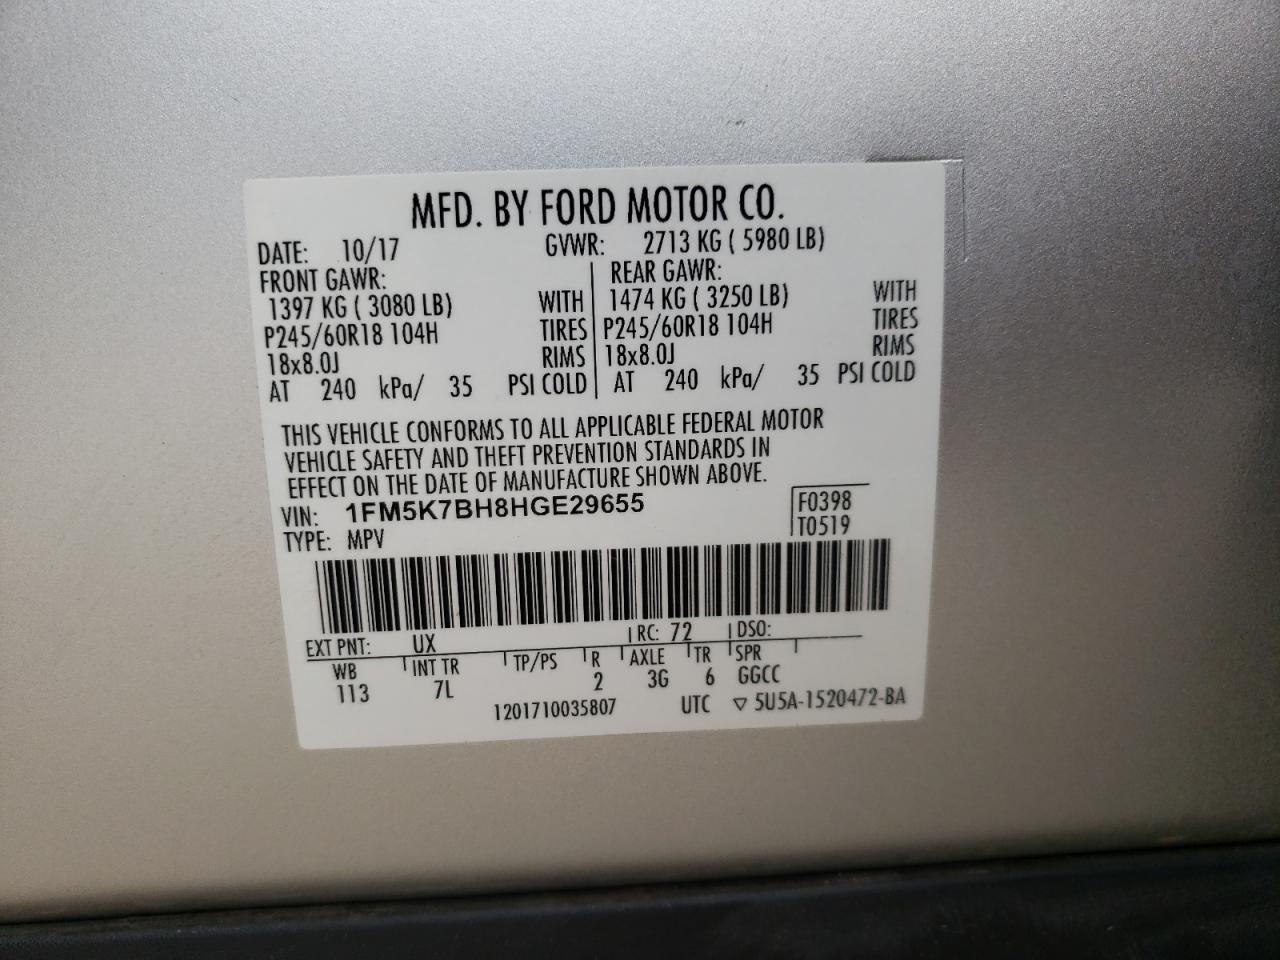 MFD. BY FORD MOTOR CO.
DATE: 10/17 GVWR: 2713 KG ( 5980 LB)
FRONT GAWR: REAR GAWR:
1397 KG ( 3080 LB) WITH 1474 KG ( 3250 LB) WITH
P245/60R18 104H TIRES P245/60R18 104H TIRES
18x8.0J RIMS 18x8.0J RIMS
AT 240 kPa/ 35 PSI COLD AT 240 kPa/ 35 PSI COLD
THIS VEHICLE CONFORMS TO ALL APPLICABLE FEDERAL MOTOR
VEHICLE SAFETY AND THEFT PREVENTION STANDARDS IN
EFFECT ON THE DATE OF MANUFACTURE SHOWN ABOVE.
VIN: 1FM5K7BH8HGE29655 F0398
TYPE: MPV T0519
EXT PNT: UX RC: 72 DSO:
WB INT TR TP/PS R AXLE TR SPR
113 7L 2 3G 6 GGCC
1201710035807 UTC ▽ 5U5A-1520472-BA